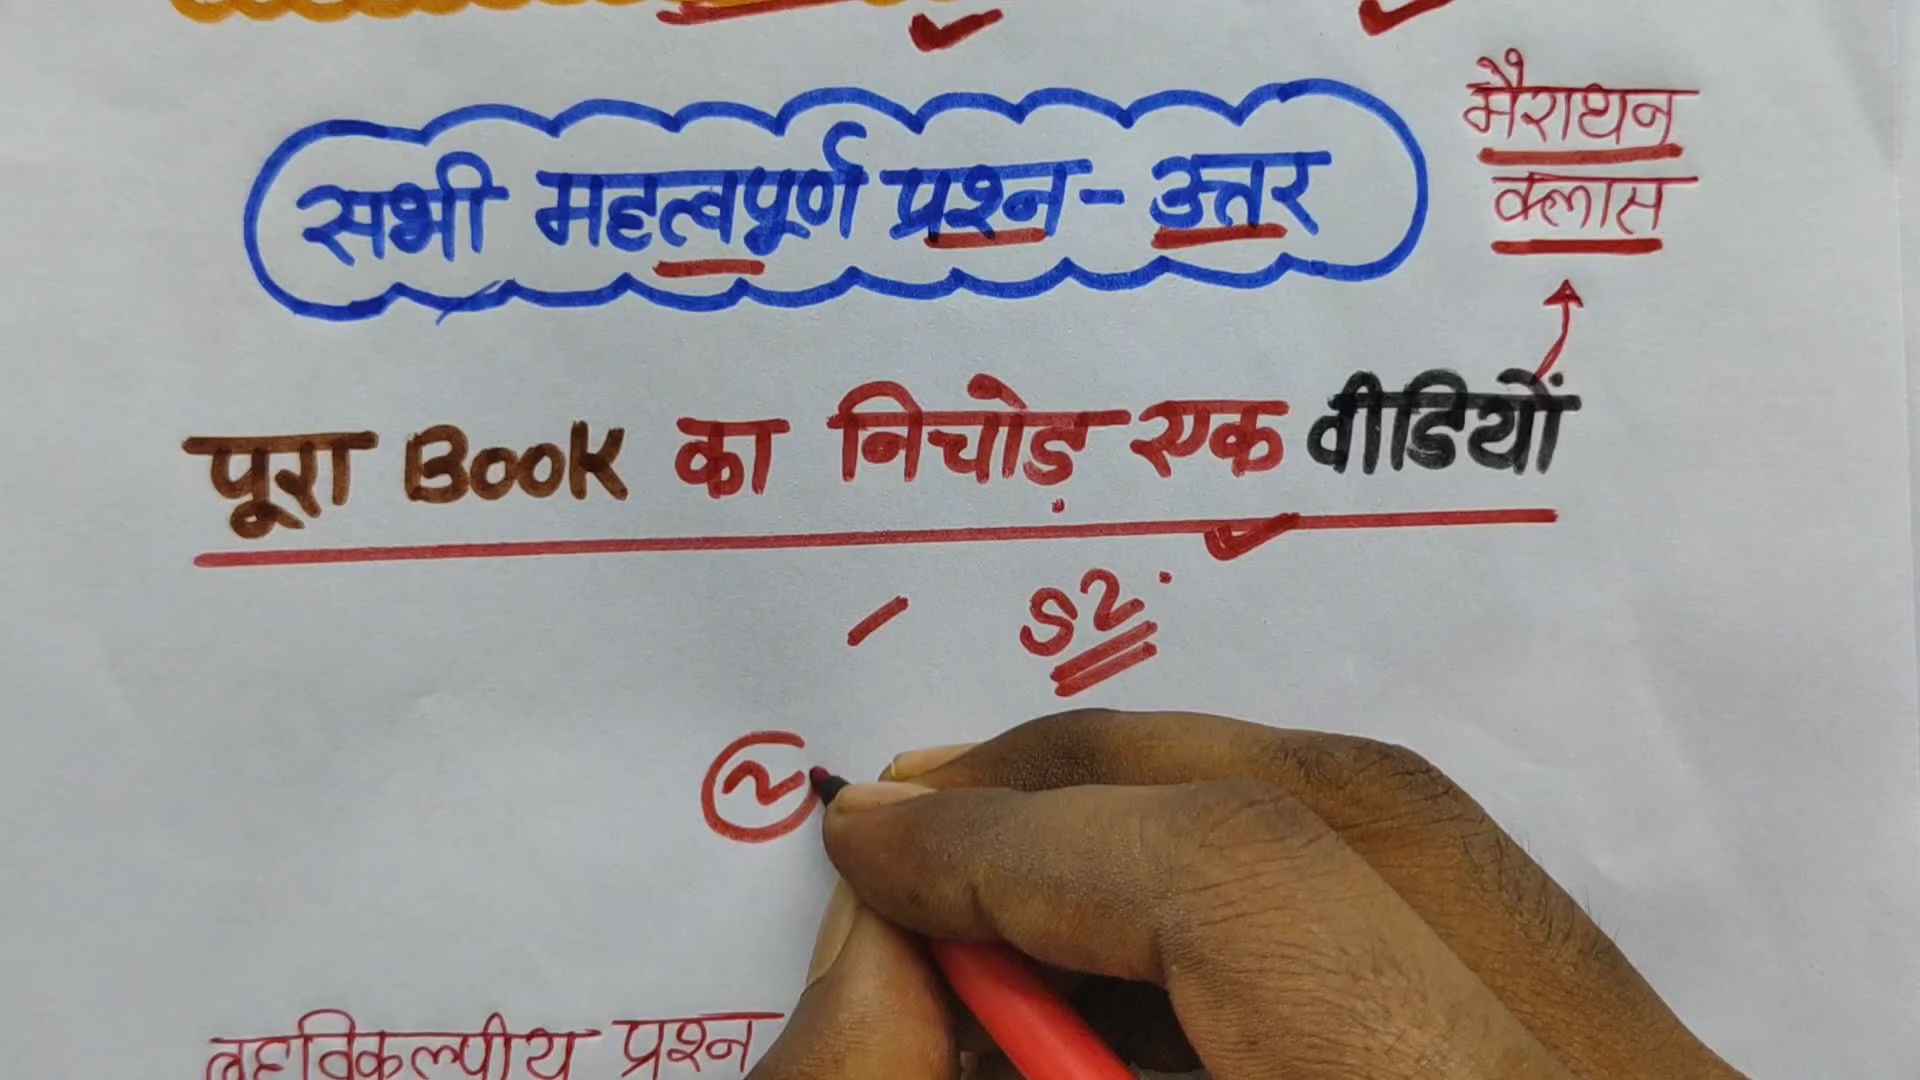 सभी महत्वपूर्ण प्रश्न - उत्तर
मैराथन
क्लास
पूरा Book का निचोड़ एक वीडियों
S2
बहुविकल्पीय प्रश्न